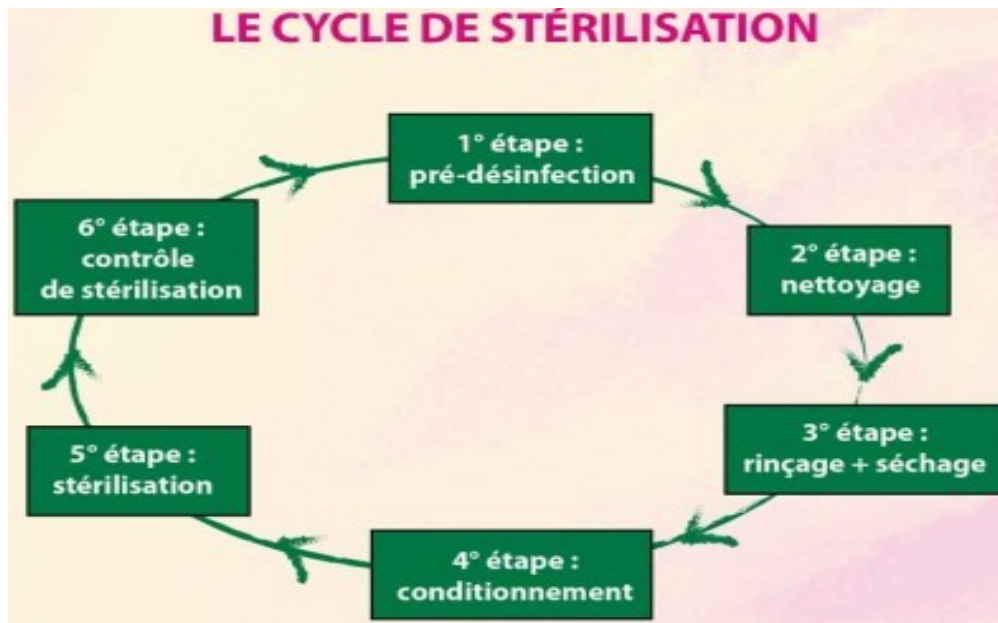 LE CYCLE DE STÉRILISATION
1° étape :
pré-désinfection
2° étape :
nettoyage
3° étape :
rinçage + séchage
4° étape :
conditionnement
5° étape :
stérilisation
6° étape :
contrôle
de stérilisation